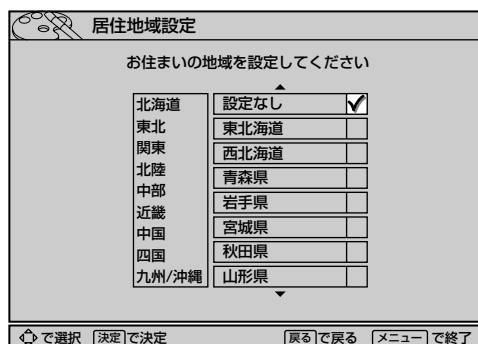 居住地域設定
お住まいの地域を設定してください
北海道
東北
関東
北陸
中部
近畿
中国
四国
九州/沖縄
設定なし
東北海道
西北海道
青森県
岩手県
宮城県
秋田県
山形県
で選択 決定で決定 戻るで戻る メニューで終了